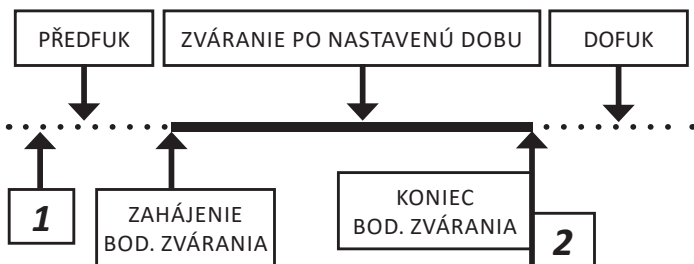 PŘEDFUK
ZVÁRANIE PO NASTAVENÚ DOBU
DOFUK
1
ZAHÁJENIE
BOD. ZVÁRANIA
KONIEC
BOD. ZVÁRANIA
2